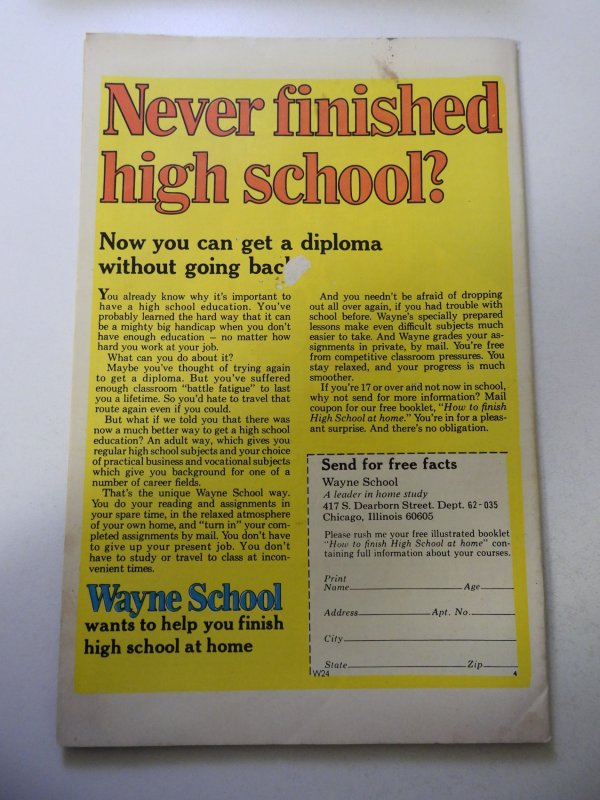 Never finished
high school?
Now you can get a diploma
without going
You already know why it's important to
have a high school education. You've
probably learned the hard way that it can
be a mighty big handicap when you don't
have enough education — no matter how
hard you work at your job.
What can you do about it?
Maybe you've thought of trying again
to get a diploma. But you've suffered
enough classroom "battle fatigue" to last
you a lifetime. So you'd hate to travel that
route again even if you could.
But what if we told you that there was
now a much better way to get a high school
education? An adult way, which gives you
regular high school subjects and your choice
of practical business and vocational subjects
which give you background for one of a
number of career fields.
That's the unique Wayne School way.
You do your reading and assignments in
your spare time, in the relaxed atmosphere
of your own home, and "turn in" your com-
pleted assignments by mail. You don't have
to give up your present job. You don't
have to study or travel to class at incon-
venient times.
Wayne School
wants to help you finish
high school at home
And you needn't be afraid of dropping
out all over again, if you had trouble with
school before. Wayne's specially prepared
lessons make even difficult subjects much
easier to take. And Wayne grades your as-
signments in private, by mail. You're free
from competitive classroom pressures. You
stay relaxed, and your progress is much
smoother.
If you're 17 or over and not now in school,
why not send for more information? Mail
coupon for our free booklet, "How to finish
High School at home." You're in for a pleas-
ant surprise. And there's no obligation.
Send for free facts
Wayne School
A leader in home study
417 S. Dearborn Street. Dept. 62-035
Chicago, Illinois 60605
Please rush me your free illustrated booklet
"How to finish High School at home" con-
taining full information about your courses.
Print
Name Age
Address Apt. No.
City
State Zip
W24 4